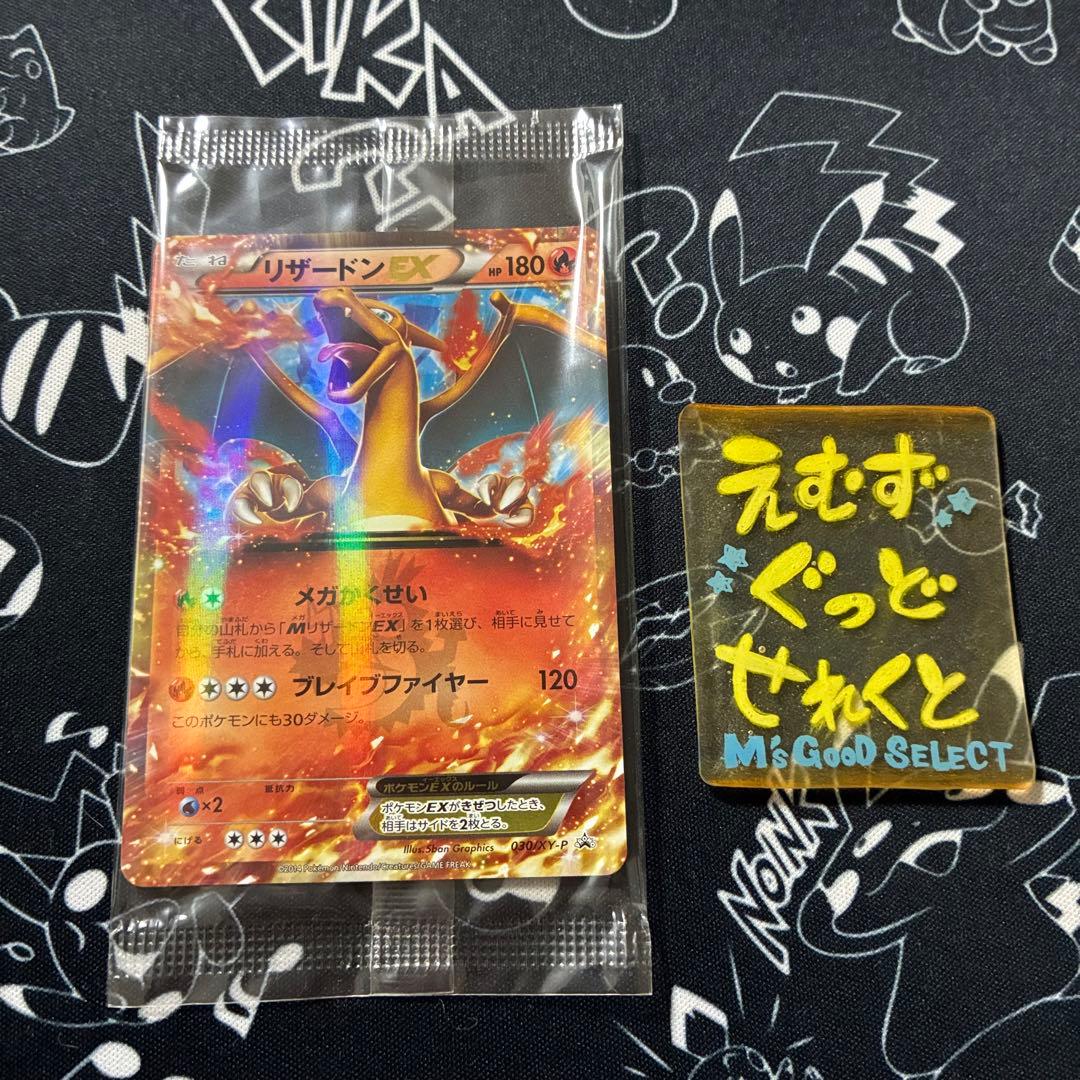 PIKA
たね
リザードンEX
HP180
メガかくせい
自分の山札から「MリザードンEX」を1枚選び、相手に見せて
から、手札に加える。そして山札を切る。
ブレイブファイヤー 120
このポケモンにも30ダメージ。
弱点 抵抗力
×2
にげる
ポケモンEXのルール
ポケモンEXがきぜつしたとき、
相手はサイドを2枚とる。
Illus.5ban Graphics 030/XY-P
©2014 Pokémon/Nintendo/Creatures/GAME FREAK
えむず
ぐっど
せれくと
M's GooD SELECT